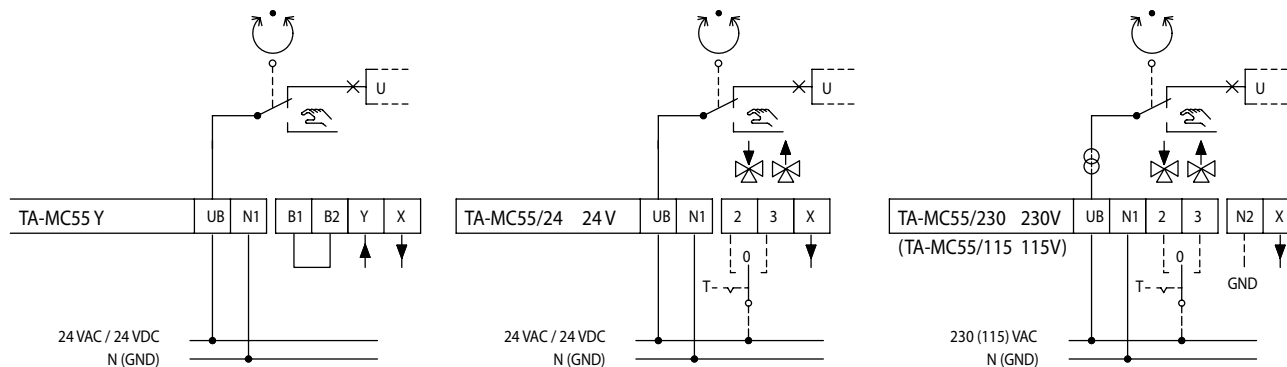 U
TA-MC55 Y UB N1 B1 B2 Y X
24 VAC / 24 VDC
N (GND)
U
TA-MC55/24 24 V UB N1 2 3 X
0
T
24 VAC / 24 VDC
N (GND)
U
TA-MC55/230 230V UB N1 2 3 N2 X
(TA-MC55/115 115V)
0
T
GND
230 (115) VAC
N (GND)